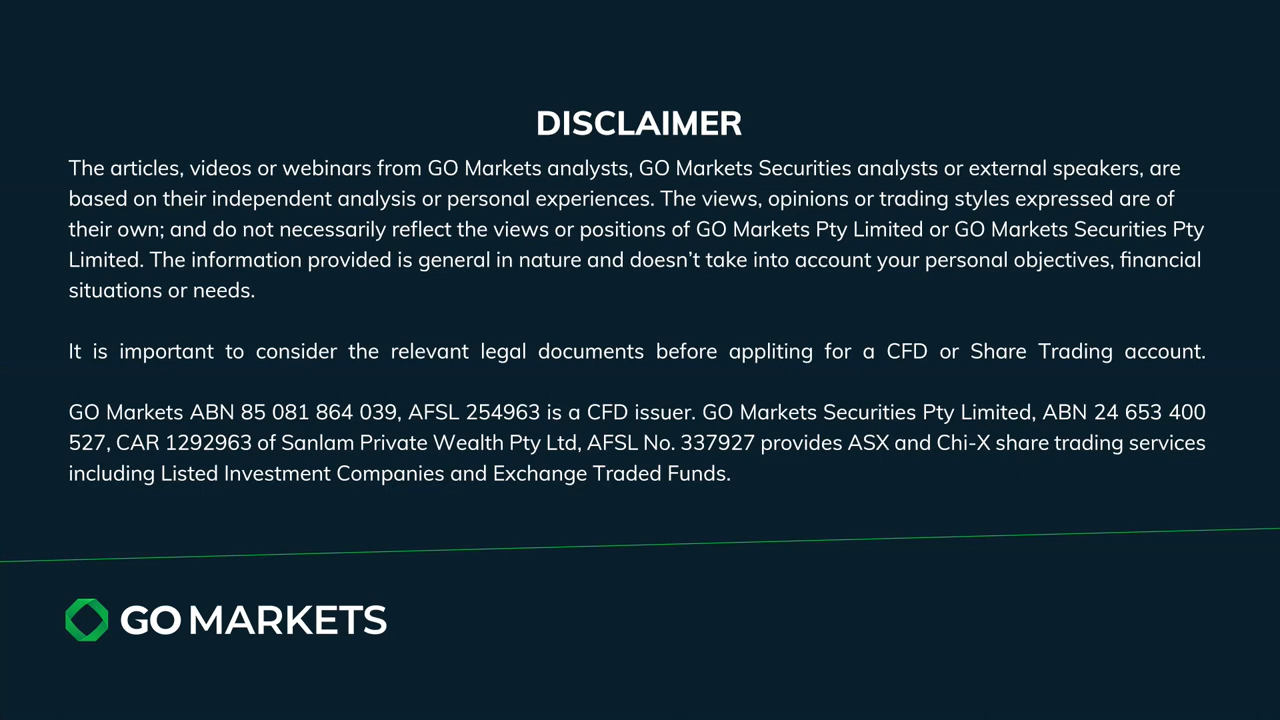 DISCLAIMER
The articles, videos or webinars from GO Markets analysts, GO Markets Securities analysts or external speakers, are
based on their independent analysis or personal experiences. The views, opinions or trading styles expressed are of
their own; and do not necessarily reflect the views or positions of GO Markets Pty Limited or GO Markets Securities Pty
Limited. The information provided is general in nature and doesn't take into account your personal objectives, financial
situations or needs.
It is important to consider the relevant legal documents before appliting for a CFD or Share Trading account.
GO Markets ABN 85 081 864 039, AFSL 254963 is a CFD issuer. GO Markets Securities Pty Limited, ABN 24 653 400
527, CAR 1292963 of Sanlam Private Wealth Pty Ltd, AFSL No. 337927 provides ASX and Chi-X share trading services
including Listed Investment Companies and Exchange Traded Funds.
GO MARKETS